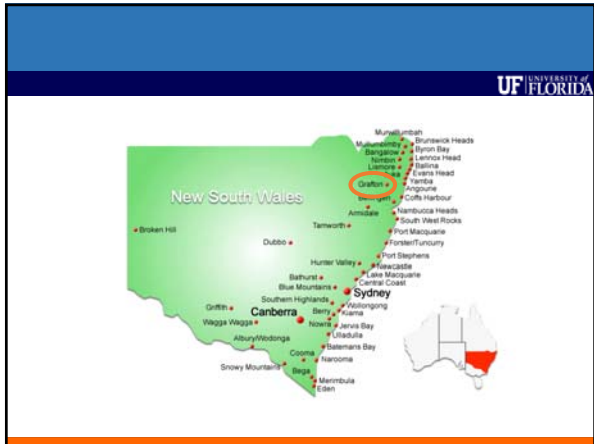 UF UNIVERSITY of FLORIDA
New South Wales
Murwillumbah
Mullumbimby
Brunswick Heads
Bangalow
Byron Bay
Nimbin
Lennox Head
Lismore
Ballina
Evans Head
Grafton
Yamba
Angourie
Bellingen
Coffs Harbour
Armidale
Nambucca Heads
Tamworth
South West Rocks
Broken Hill
Port Macquarie
Dubbo
Forster/Tuncurry
Hunter Valley
Port Stephens
Newcastle
Bathurst
Lake Macquarie
Blue Mountains
Central Coast
Sydney
Southern Highlands
Griffith
Canberra
Berry
Wollongong
Kiama
Wagga Wagga
Nowra
Jervis Bay
Albury/Wodonga
Ulladulla
Batemans Bay
Cooma
Narooma
Snowy Mountains
Bega
Merimbula
Eden